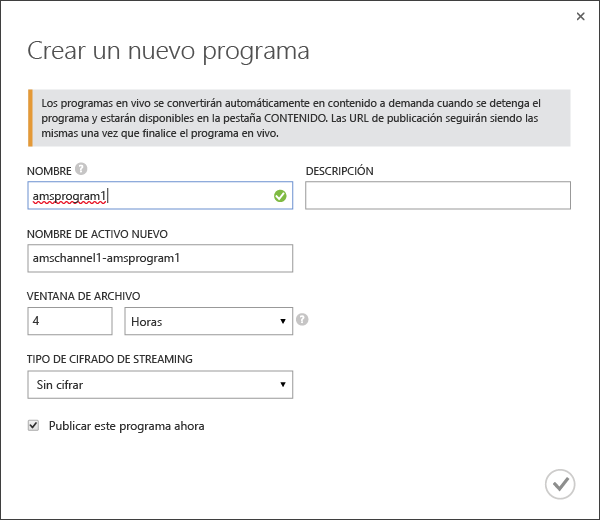 Crear un nuevo programa
Los programas en vivo se convertirán automáticamente en contenido a demanda cuando se detenga el
programa y estarán disponibles en la pestaña CONTENIDO. Las URL de publicación seguirán siendo las
mismas una vez que finalice el programa en vivo.
NOMBRE ?
DESCRIPCIÓN
amsprogram1
NOMBRE DE ACTIVO NUEVO
amschannel1-amsprogram1
VENTANA DE ARCHIVO
4 Horas ?
TIPO DE CIFRADO DE STREAMING
Sin cifrar
Publicar este programa ahora